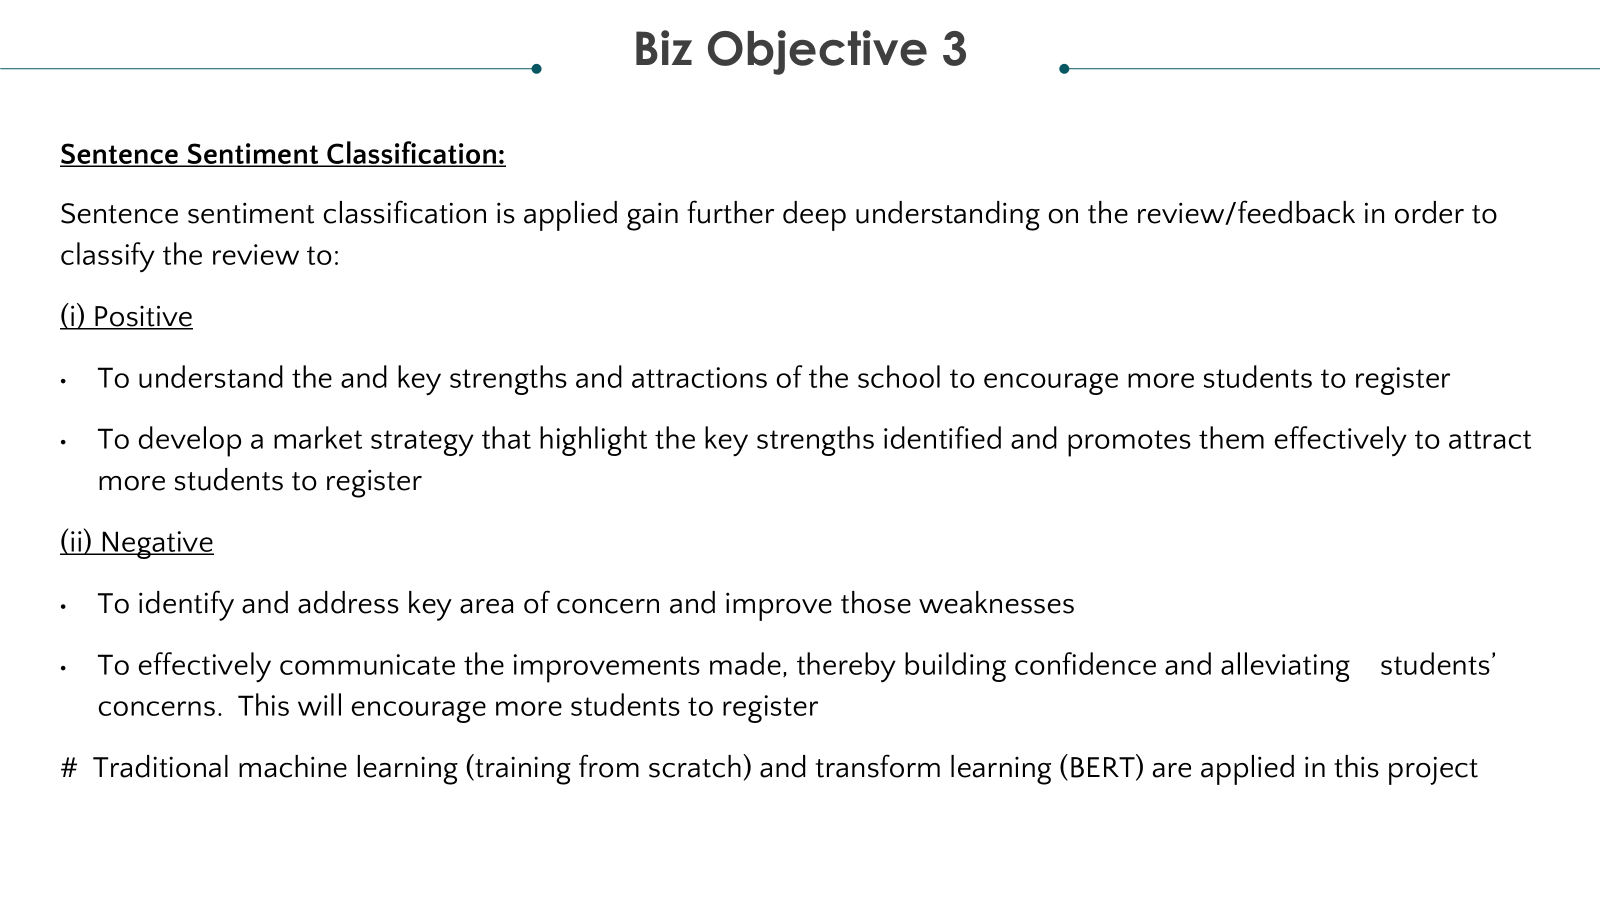 Biz Objective 3
Sentence Sentiment Classification:
Sentence sentiment classification is applied gain further deep understanding on the review/feedback in order to
classify the review to:
(i) Positive
• To understand the and key strengths and attractions of the school to encourage more students to register
• To develop a market strategy that highlight the key strengths identified and promotes them effectively to attract
more students to register
(ii) Negative
• To identify and address key area of concern and improve those weaknesses
• To effectively communicate the improvements made, thereby building confidence and alleviating students’
concerns. This will encourage more students to register
# Traditional machine learning (training from scratch) and transform learning (BERT) are applied in this project